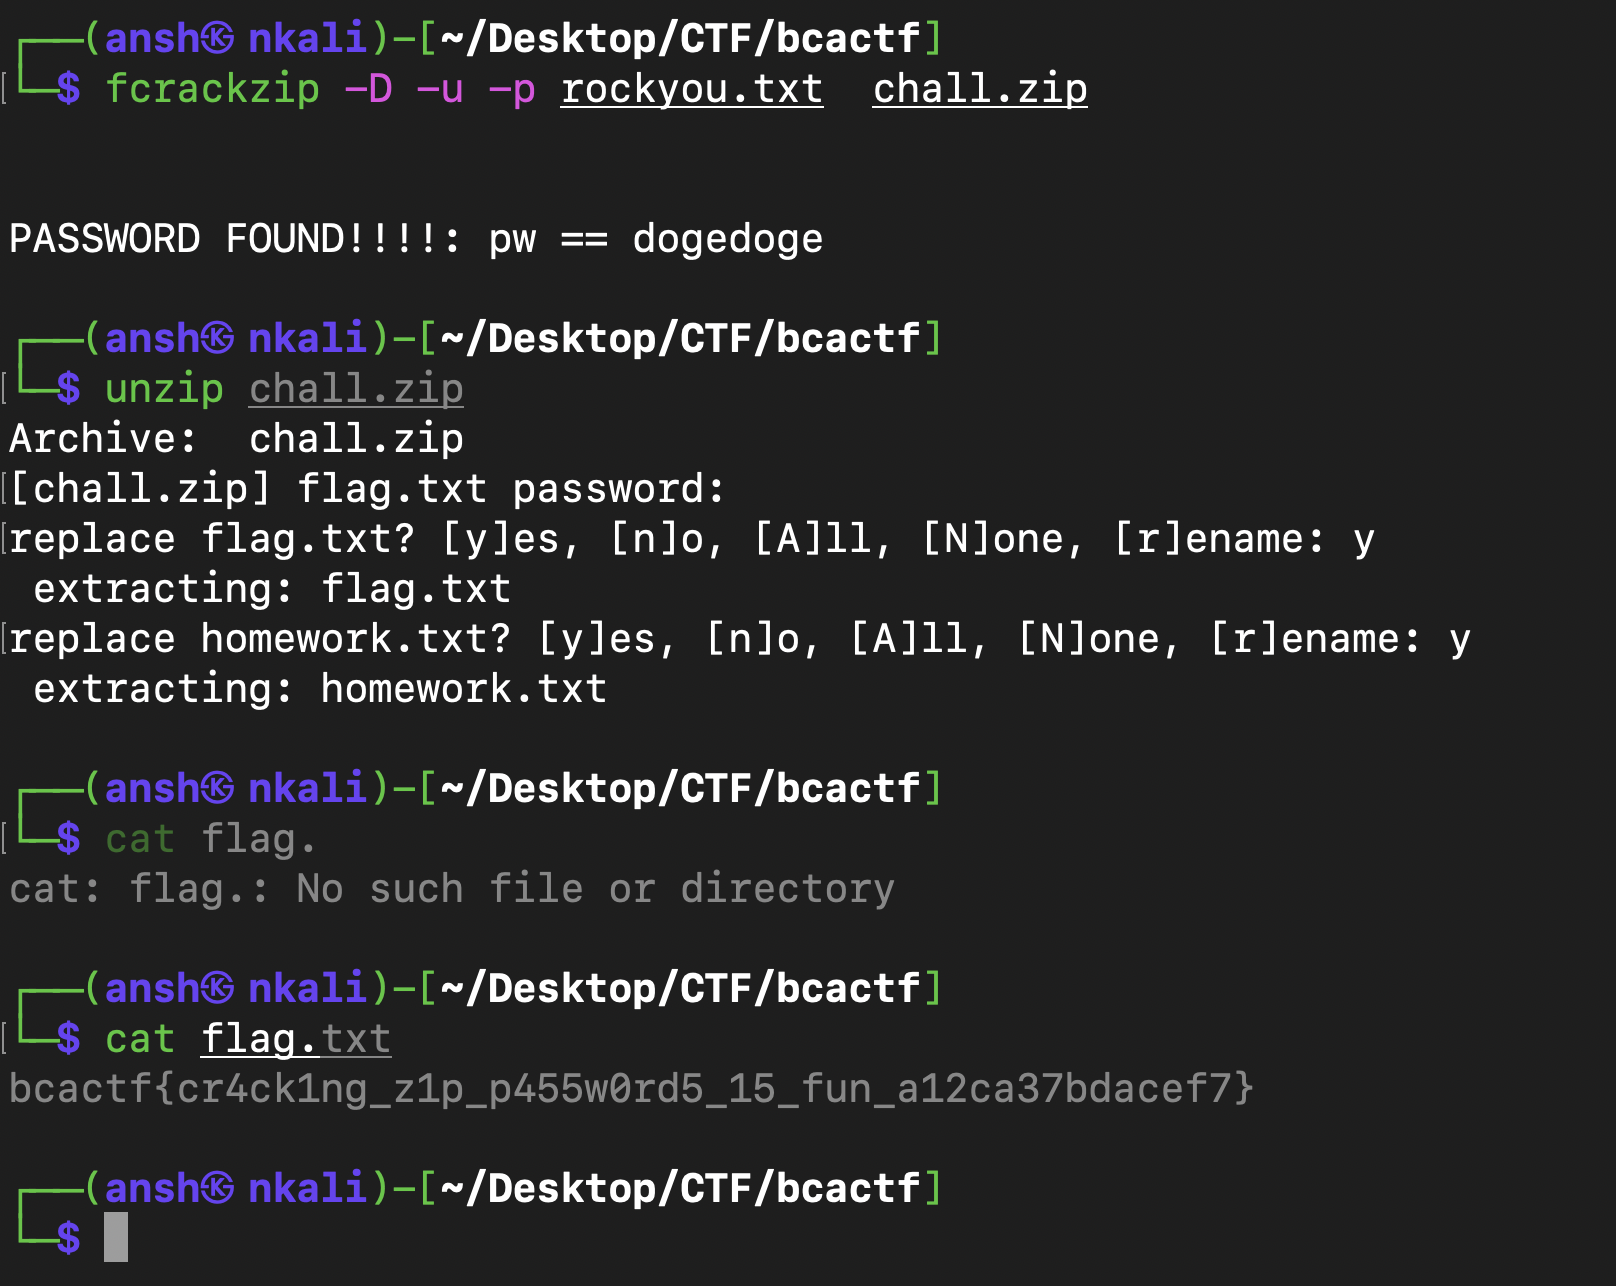 ┌──(ansh㉿ nkali)-[~/Desktop/CTF/bcactf]
└─$ fcrackzip -D -u -p rockyou.txt  chall.zip
PASSWORD FOUND!!!!: pw == dogedoge
┌──(ansh㉿ nkali)-[~/Desktop/CTF/bcactf]
└─$ unzip chall.zip
Archive:  chall.zip
[chall.zip] flag.txt password:
replace flag.txt? [y]es, [n]o, [A]ll, [N]one, [r]ename: y
 extracting: flag.txt
replace homework.txt? [y]es, [n]o, [A]ll, [N]one, [r]ename: y
 extracting: homework.txt
┌──(ansh㉿ nkali)-[~/Desktop/CTF/bcactf]
└─$ cat flag.
cat: flag.: No such file or directory
┌──(ansh㉿ nkali)-[~/Desktop/CTF/bcactf]
└─$ cat flag.txt
bcactf{cr4ck1ng_z1p_p455w0rd5_15_fun_a12ca37bdacef7}
┌──(ansh㉿ nkali)-[~/Desktop/CTF/bcactf]
└─$